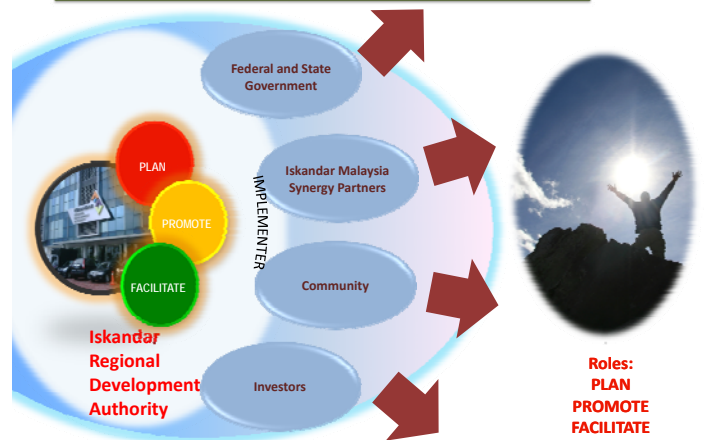 Federal and State
Government
PLAN
Iskandar Malaysia
Synergy Partners
PROMOTE
IMPLEMENTER
FACILITATE
Community
Iskandar
Regional
Development
Authority
Investors
Roles:
PLAN
PROMOTE
FACILITATE